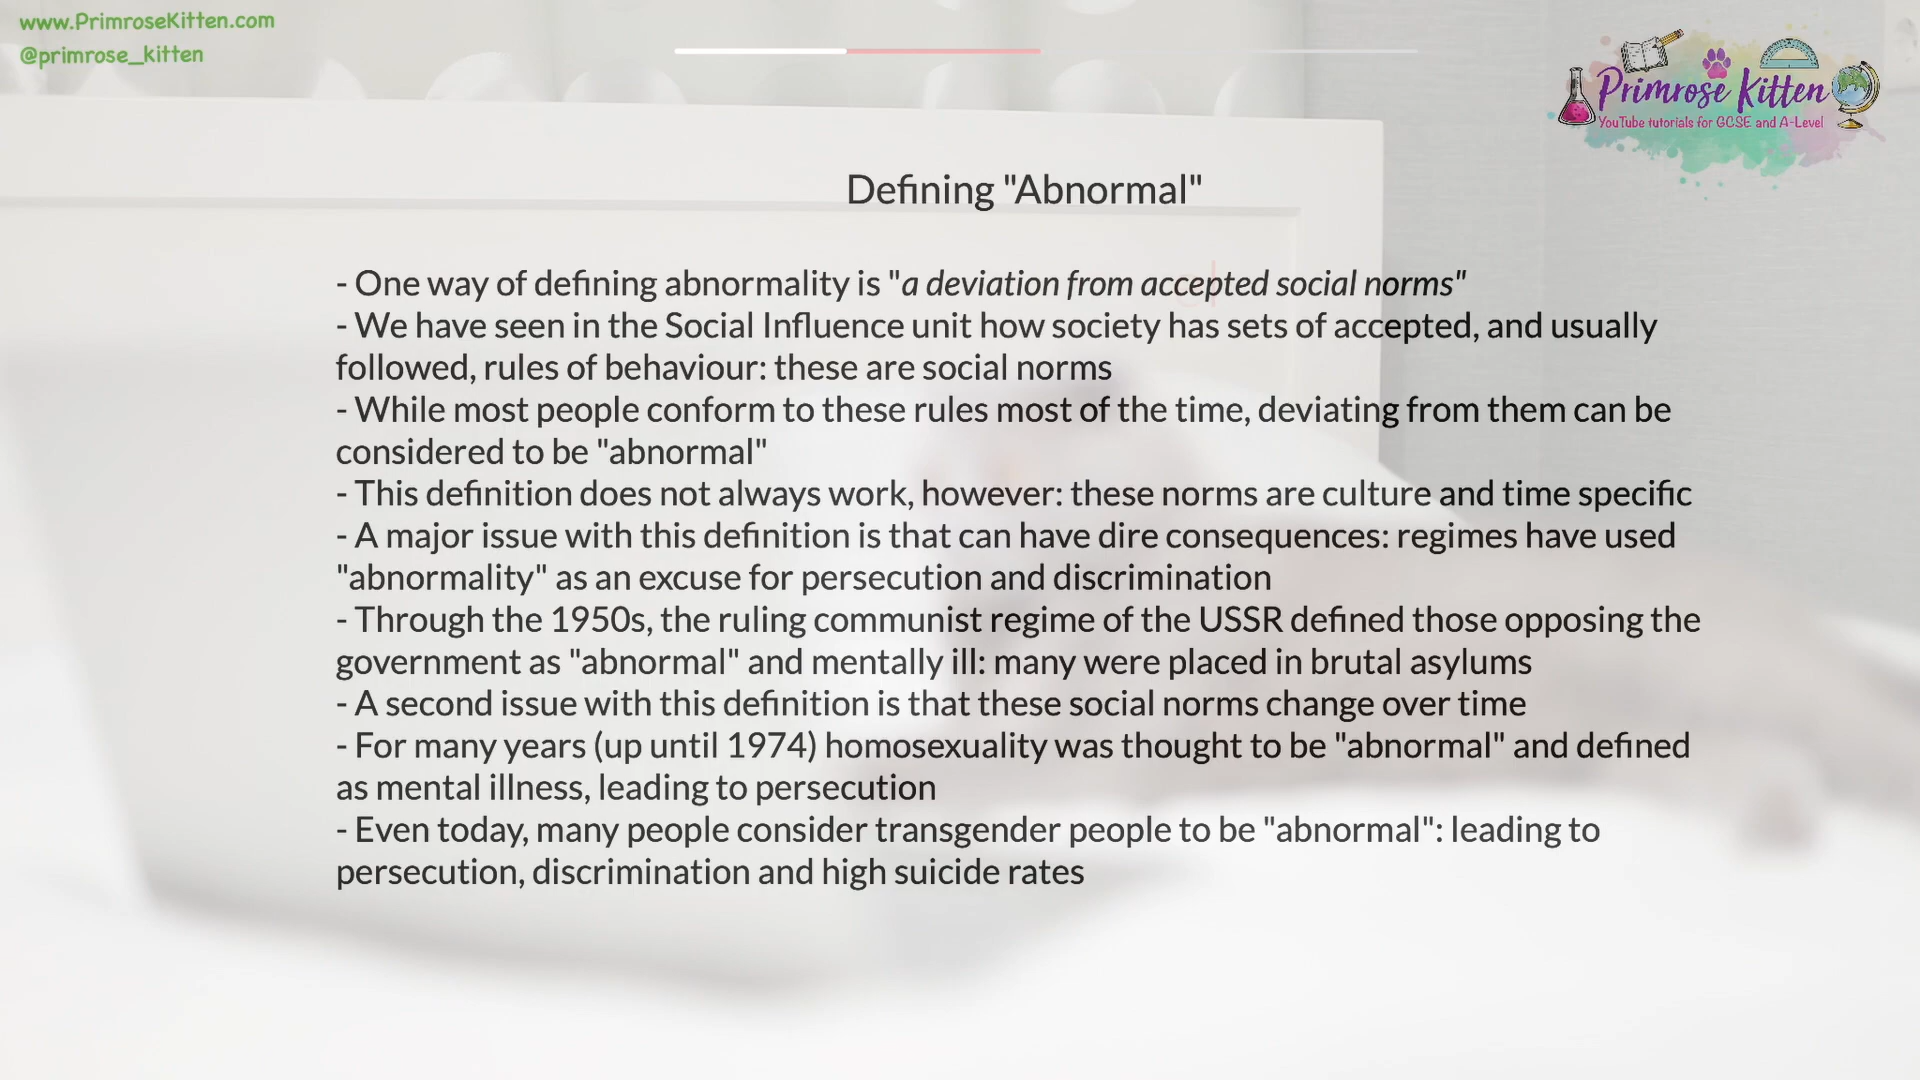 www.PrimroseKitten.com
@primrose_kitten
Primrose Kitten
YouTube tutorials for GCSE and A-Level
Defining "Abnormal"
- One way of defining abnormality is "a deviation from accepted social norms"
- We have seen in the Social Influence unit how society has sets of accepted, and usually
followed, rules of behaviour: these are social norms
- While most people conform to these rules most of the time, deviating from them can be
considered to be "abnormal"
- This definition does not always work, however: these norms are culture and time specific
- A major issue with this definition is that can have dire consequences: regimes have used
"abnormality" as an excuse for persecution and discrimination
- Through the 1950s, the ruling communist regime of the USSR defined those opposing the
government as "abnormal" and mentally ill: many were placed in brutal asylums
- A second issue with this definition is that these social norms change over time
- For many years (up until 1974) homosexuality was thought to be "abnormal" and defined
as mental illness, leading to persecution
- Even today, many people consider transgender people to be "abnormal": leading to
persecution, discrimination and high suicide rates